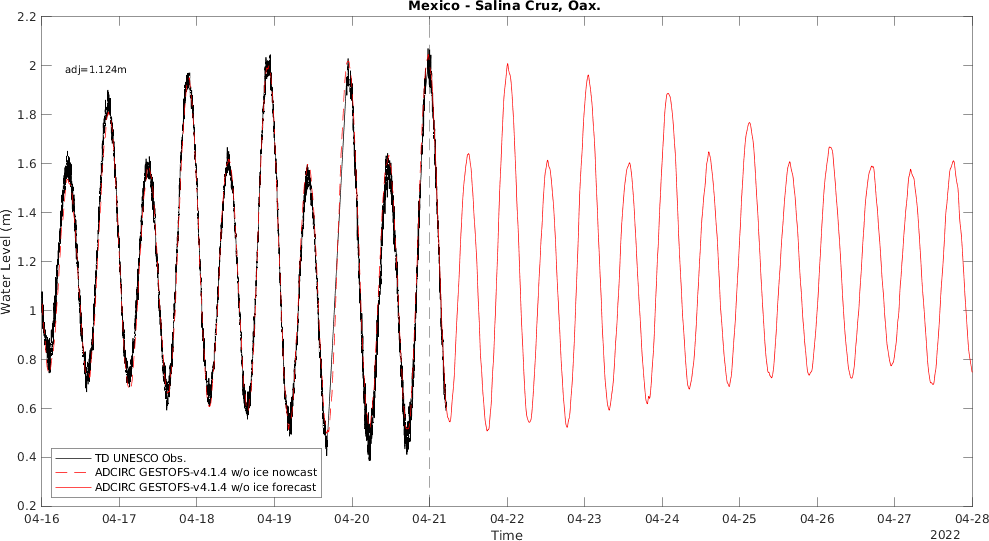 Mexico - Salina Cruz, Oax.
2.2
2
1.8
1.6
1.4
1.2
1
0.8
0.6
0.4
0.2
Water Level (m)
adj=1.124m
TD UNESCO Obs.
ADCIRC GESTOFS-v4.1.4 w/o ice nowcast
ADCIRC GESTOFS-v4.1.4 w/o ice forecast
04-16 04-17 04-18 04-19 04-20 04-21 04-22 04-23 04-24 04-25 04-26 04-27 04-28
Time
2022